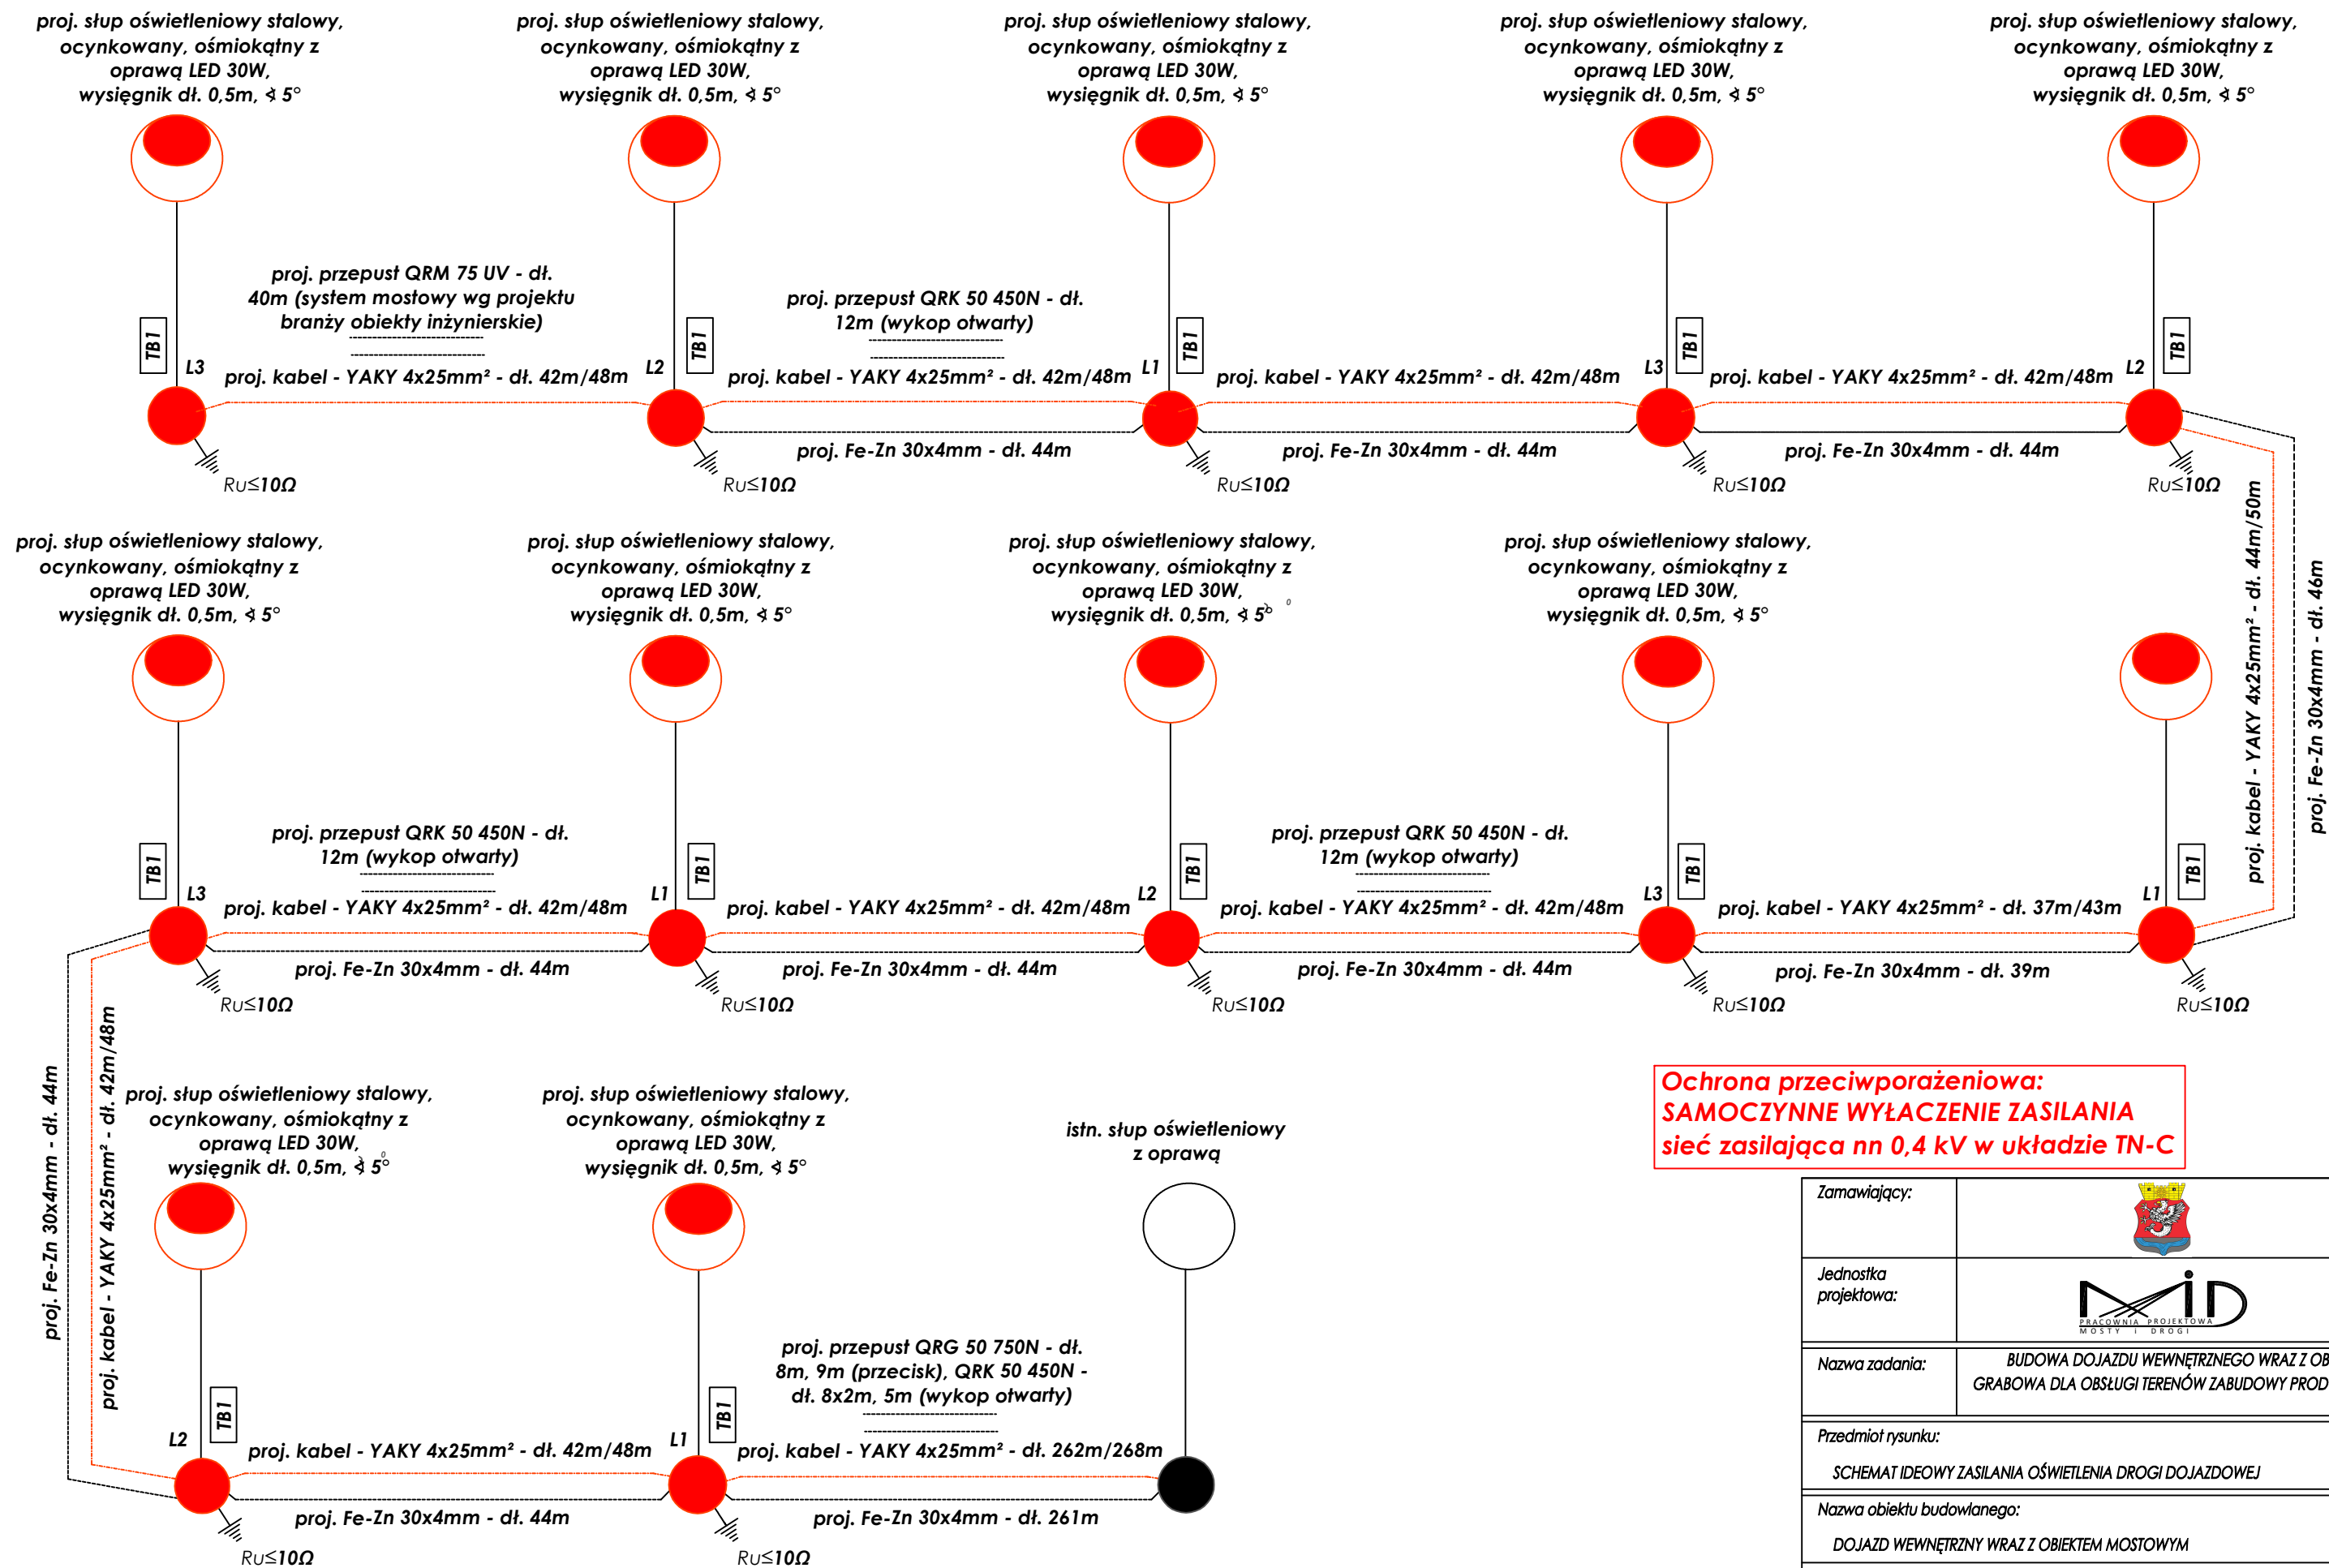 proj. słup oświetleniowy stalowy,
ocynkowany, ośmiokątny z
oprawą LED 30W,
wysięgnik dł. 0,5m, ∢ 5°
proj. słup oświetleniowy stalowy,
ocynkowany, ośmiokątny z
oprawą LED 30W,
wysięgnik dł. 0,5m, ∢ 5°
proj. słup oświetleniowy stalowy,
ocynkowany, ośmiokątny z
oprawą LED 30W,
wysięgnik dł. 0,5m, ∢ 5°
proj. słup oświetleniowy stalowy,
ocynkowany, ośmiokątny z
oprawą LED 30W,
wysięgnik dł. 0,5m, ∢ 5°
proj. słup oświetleniowy stalowy,
ocynkowany, ośmiokątny z
oprawą LED 30W,
wysięgnik dł. 0,5m, ∢ 5°
proj. przepust QRM 75 UV - dł.
40m (system mostowy wg projektu
branży obiekty inżynierskie)
proj. przepust QRK 50 450N - dł.
12m (wykop otwarty)
TB1
TB1
TB1
TB1
TB1
L3
proj. kabel - YAKY 4x25mm² - dł. 42m/48m
L2
proj. kabel - YAKY 4x25mm² - dł. 42m/48m
L1
proj. kabel - YAKY 4x25mm² - dł. 42m/48m
L3
proj. kabel - YAKY 4x25mm² - dł. 42m/48m
L2
proj. Fe-Zn 30x4mm - dł. 44m
proj. Fe-Zn 30x4mm - dł. 44m
proj. Fe-Zn 30x4mm - dł. 44m
Ru≤10Ω
Ru≤10Ω
Ru≤10Ω
Ru≤10Ω
Ru≤10Ω
proj. kabel - YAKY 4x25mm² - dł. 44m/50m
proj. Fe-Zn 30x4mm - dł. 46m
proj. słup oświetleniowy stalowy,
ocynkowany, ośmiokątny z
oprawą LED 30W,
wysięgnik dł. 0,5m, ∢ 5°
proj. słup oświetleniowy stalowy,
ocynkowany, ośmiokątny z
oprawą LED 30W,
wysięgnik dł. 0,5m, ∢ 5°
proj. słup oświetleniowy stalowy,
ocynkowany, ośmiokątny z
oprawą LED 30W,
wysięgnik dł. 0,5m, ∢ 5° 0
proj. słup oświetleniowy stalowy,
ocynkowany, ośmiokątny z
oprawą LED 30W,
wysięgnik dł. 0,5m, ∢ 5°
proj. przepust QRK 50 450N - dł.
12m (wykop otwarty)
proj. przepust QRK 50 450N - dł.
12m (wykop otwarty)
TB1
TB1
TB1
TB1
TB1
L3
proj. kabel - YAKY 4x25mm² - dł. 42m/48m
L1
proj. kabel - YAKY 4x25mm² - dł. 42m/48m
L2
proj. kabel - YAKY 4x25mm² - dł. 42m/48m
L3
proj. kabel - YAKY 4x25mm² - dł. 37m/43m
L1
proj. Fe-Zn 30x4mm - dł. 44m
proj. Fe-Zn 30x4mm - dł. 44m
proj. Fe-Zn 30x4mm - dł. 44m
proj. Fe-Zn 30x4mm - dł. 39m
Ru≤10Ω
Ru≤10Ω
Ru≤10Ω
Ru≤10Ω
Ru≤10Ω
proj. Fe-Zn 30x4mm - dł. 44m
proj. kabel - YAKY 4x25mm² - dł. 42m/48m
proj. słup oświetleniowy stalowy,
ocynkowany, ośmiokątny z
oprawą LED 30W,
wysięgnik dł. 0,5m, ∢ 5° 0
proj. słup oświetleniowy stalowy,
ocynkowany, ośmiokątny z
oprawą LED 30W,
wysięgnik dł. 0,5m, ∢ 5°
istn. słup oświetleniowy
z oprawą
proj. przepust QRG 50 750N - dł.
8m, 9m (przecisk), QRK 50 450N -
dł. 8x2m, 5m (wykop otwarty)
TB1
TB1
L2
proj. kabel - YAKY 4x25mm² - dł. 42m/48m
L1
proj. kabel - YAKY 4x25mm² - dł. 262m/268m
proj. Fe-Zn 30x4mm - dł. 44m
proj. Fe-Zn 30x4mm - dł. 261m
Ru≤10Ω
Ru≤10Ω
Ochrona przeciwporażeniowa:
SAMOCZYNNE WYŁACZENIE ZASILANIA
sieć zasilająca nn 0,4 kV w układzie TN-C
Zamawiający:
Jednostka
projektowa:
MiD
PRACOWNIA PROJEKTOWA
MOSTY I DROGI
Nazwa zadania:
BUDOWA DOJAZDU WEWNĘTRZNEGO WRAZ Z OB
GRABOWA DLA OBSŁUGI TERENÓW ZABUDOWY PROD
Przedmiot rysunku:
SCHEMAT IDEOWY ZASILANIA OŚWIETLENIA DROGI DOJAZDOWEJ
Nazwa obiektu budowlanego:
DOJAZD WEWNĘTRZNY WRAZ Z OBIEKTEM MOSTOWYM